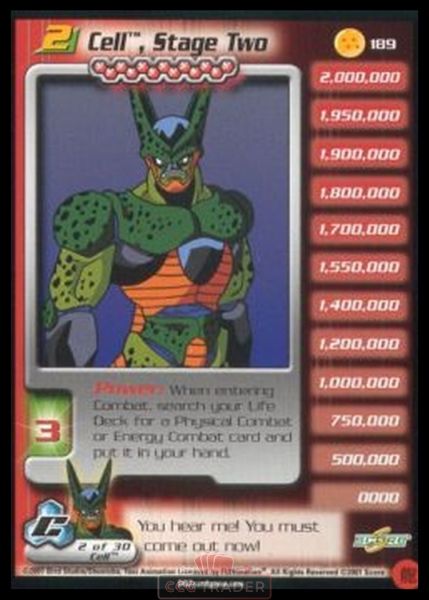 2 Cell™, Stage Two 189
2,000,000
1,950,000
1,900,000
1,800,000
1,700,000
1,550,000
1,400,000
1,200,000
1,000,000
750,000
500,000
0000
Power: When entering
Combat, search your Life
Deck for a Physical Combat
or Energy Combat card and
put it in your hand.
3
You hear me! You must
come out now!
2 of 30
Cell™
SCORE
CCGTRADER